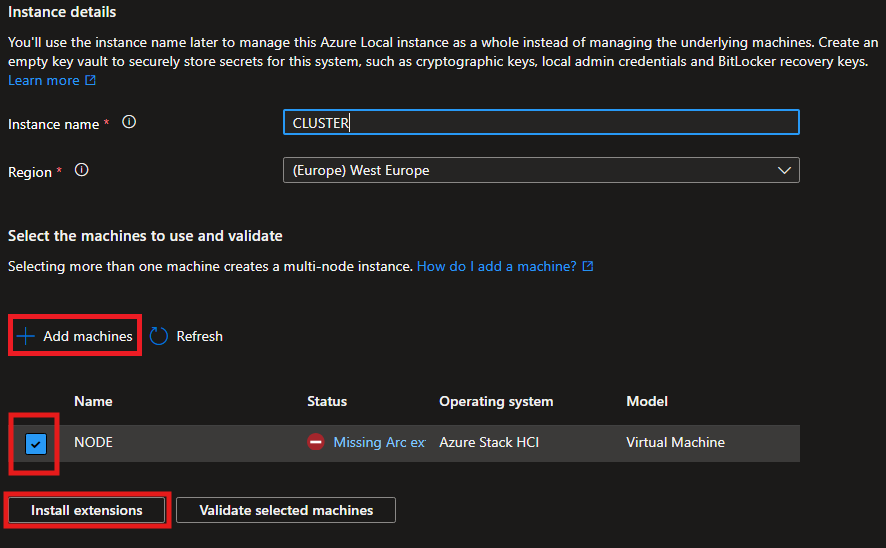 Instance details
You'll use the instance name later to manage this Azure Local instance as a whole instead of managing the underlying machines. Create an
empty key vault to securely store secrets for this system, such as cryptographic keys, local admin credentials and BitLocker recovery keys.
Learn more
Instance name *
CLUSTER
Region *
(Europe) West Europe
Select the machines to use and validate
Selecting more than one machine creates a multi-node instance. How do I add a machine?
Add machines Refresh
Name Status Operating system Model
NODE Missing Arc ex Azure Stack HCI Virtual Machine
Install extensions Validate selected machines